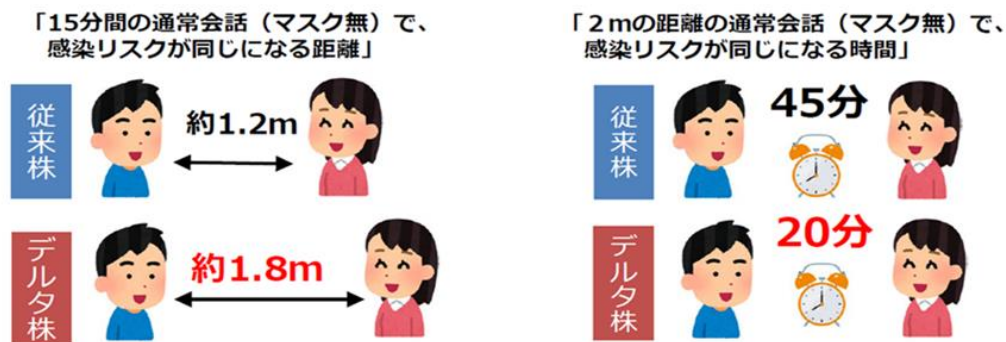 「15分間の通常会話（マスク無）で、
感染リスクが同じになる距離」
従来株
約1.2m
デルタ株
約1.8m
「２mの距離の通常会話（マスク無）で、
感染リスクが同じになる時間」
従来株
45分
デルタ株
20分